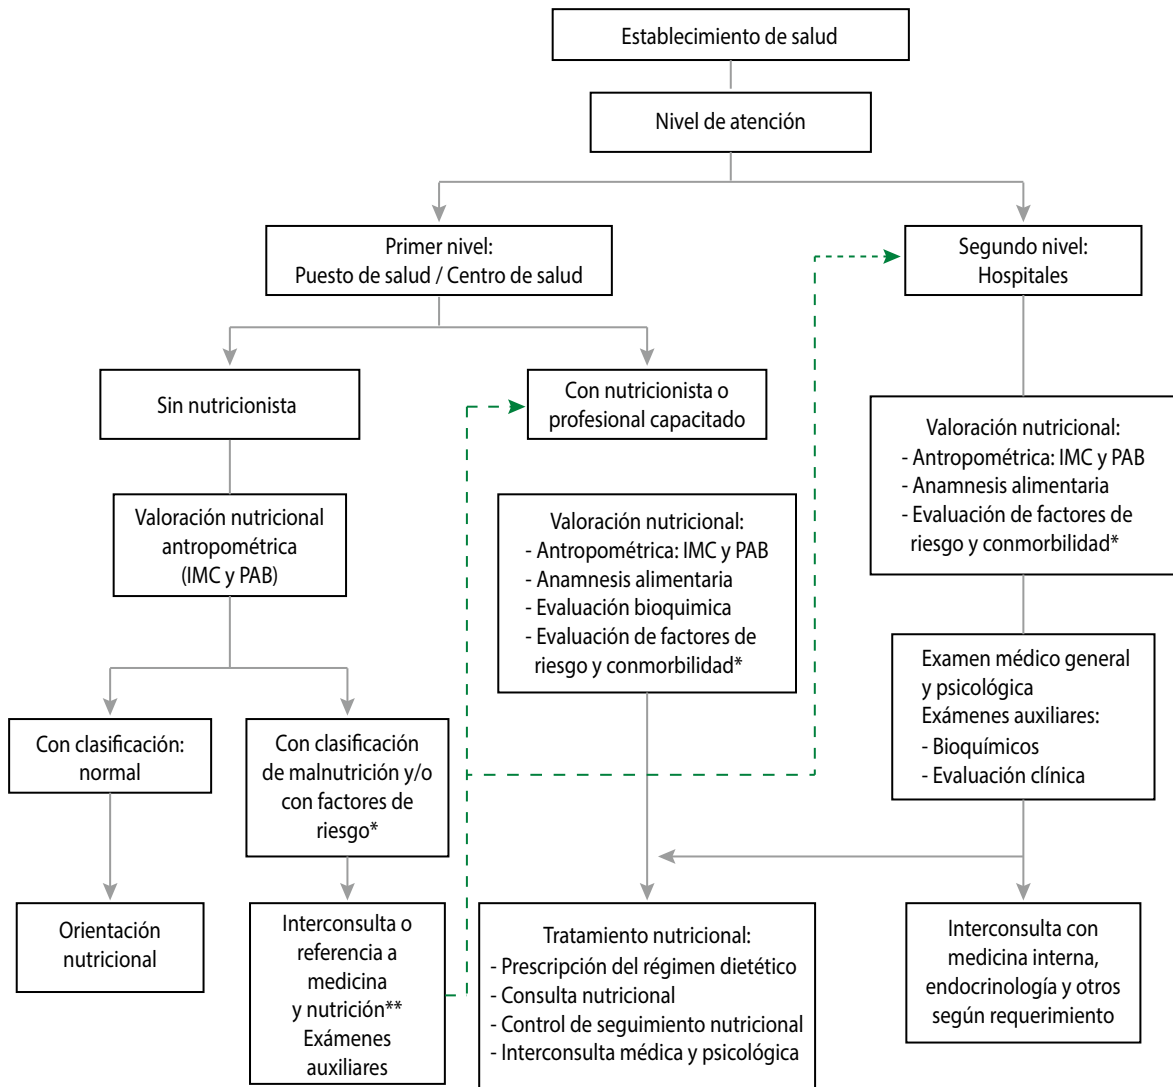 Establecimiento de salud
Nivel de atención
Primer nivel:
Puesto de salud / Centro de salud
Segundo nivel:
Hospitales
Sin nutricionista
Con nutricionista o
profesional capacitado
Valoración nutricional
antropométrica
(IMC y PAB)
Valoración nutricional:
- Antropométrica: IMC y PAB
- Anamnesis alimentaria
- Evaluación bioquimica
- Evaluación de factores de
riesgo y conmorbilidad*
Valoración nutricional:
- Antropométrica: IMC y PAB
- Anamnesis alimentaria
- Evaluación de factores de
riesgo y conmorbilidad*
Examen médico general
y psicológica
Exámenes auxiliares:
- Bioquímicos
- Evaluación clínica
Con clasificación:
normal
Con clasificación
de malnutrición y/o
con factores de
riesgo*
Orientación
nutricional
Interconsulta o
referencia a
medicina
y nutrición**
Exámenes
auxiliares
Tratamiento nutricional:
- Prescripción del régimen dietético
- Consulta nutricional
- Control de seguimiento nutricional
- Interconsulta médica y psicológica
Interconsulta con
medicina interna,
endocrinología y otros
según requerimiento